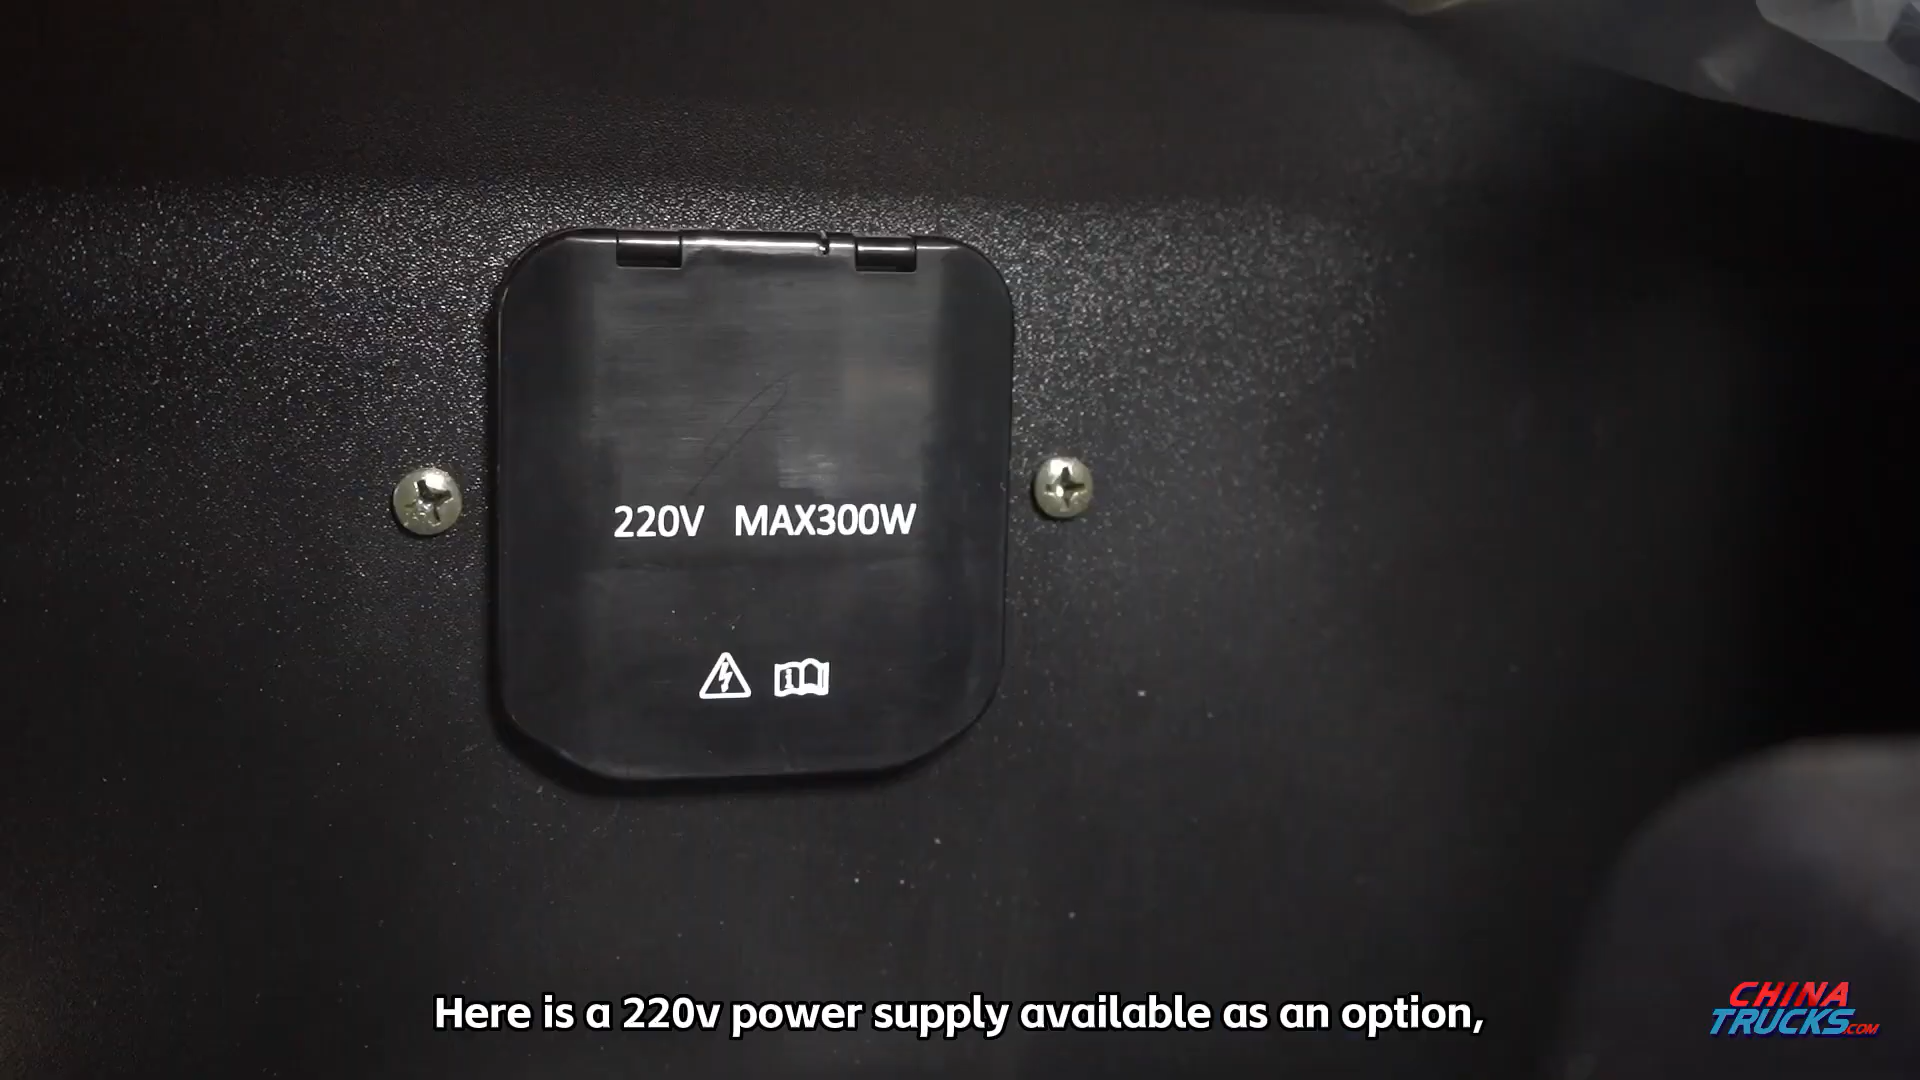 220V MAX300W
Here is a 220v power supply available as an option,
CHINA
TRUCKS.COM